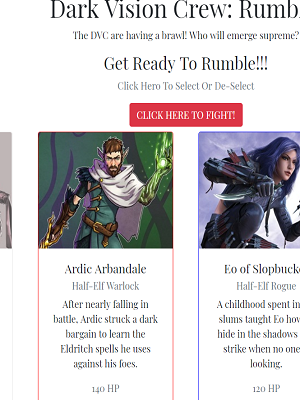 Dark Vision Crew: Rumbl
The DVC are having a brawl! Who will emerge supreme?
Get Ready To Rumble!!!
Click Hero To Select Or De-Select
CLICK HERE TO FIGHT!
Ardic Arbandale
Half-Elf Warlock
After nearly falling in
battle, Ardic struck a dark
bargain to learn the
Eldritch spells he uses
against his foes.
140 HP
Eo of Slopbucke
Half-Elf Rogue
A childhood spent in
slums taught Eo how
hide in the shadows
strike when no one
looking.
120 HP